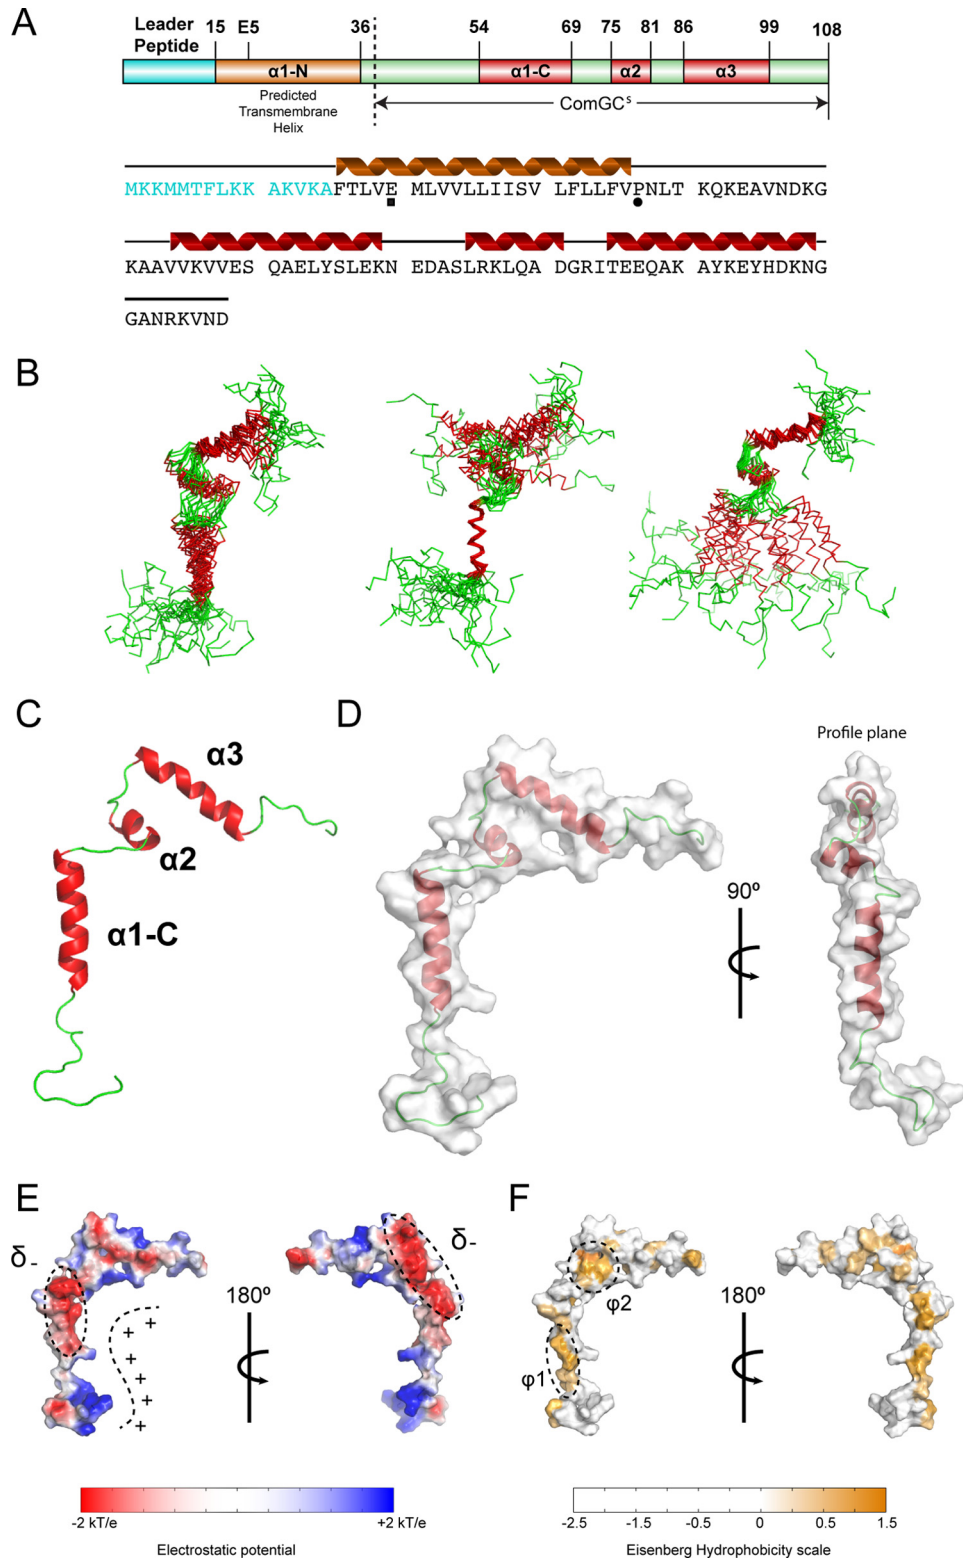 A
Leader
Peptide
15 E5 36 54 69 75 81 86 99 108
α1-N α1-C α2 α3
Predicted
Transmembrane
Helix
ComGCˢ
MKKMMTFLKK AKVKAFTLVE MLVVLLIISV LFLLFVPNLT KQKEAVNDKG
KAAVVKVVES QAELYSLEKN EDASLRKLQA DGRITEEQAK AYKEYHDKNG
GANRKVND
B
C
α3
α2
α1-C
D
Profile plane
90º
E
δ-
180º
δ-
+ + + + + +
-2 kT/e +2 kT/e
Electrostatic potential
F
φ2
φ1
180º
-2.5 -1.5 -0.5 0 0.5 1.5
Eisenberg Hydrophobicity scale